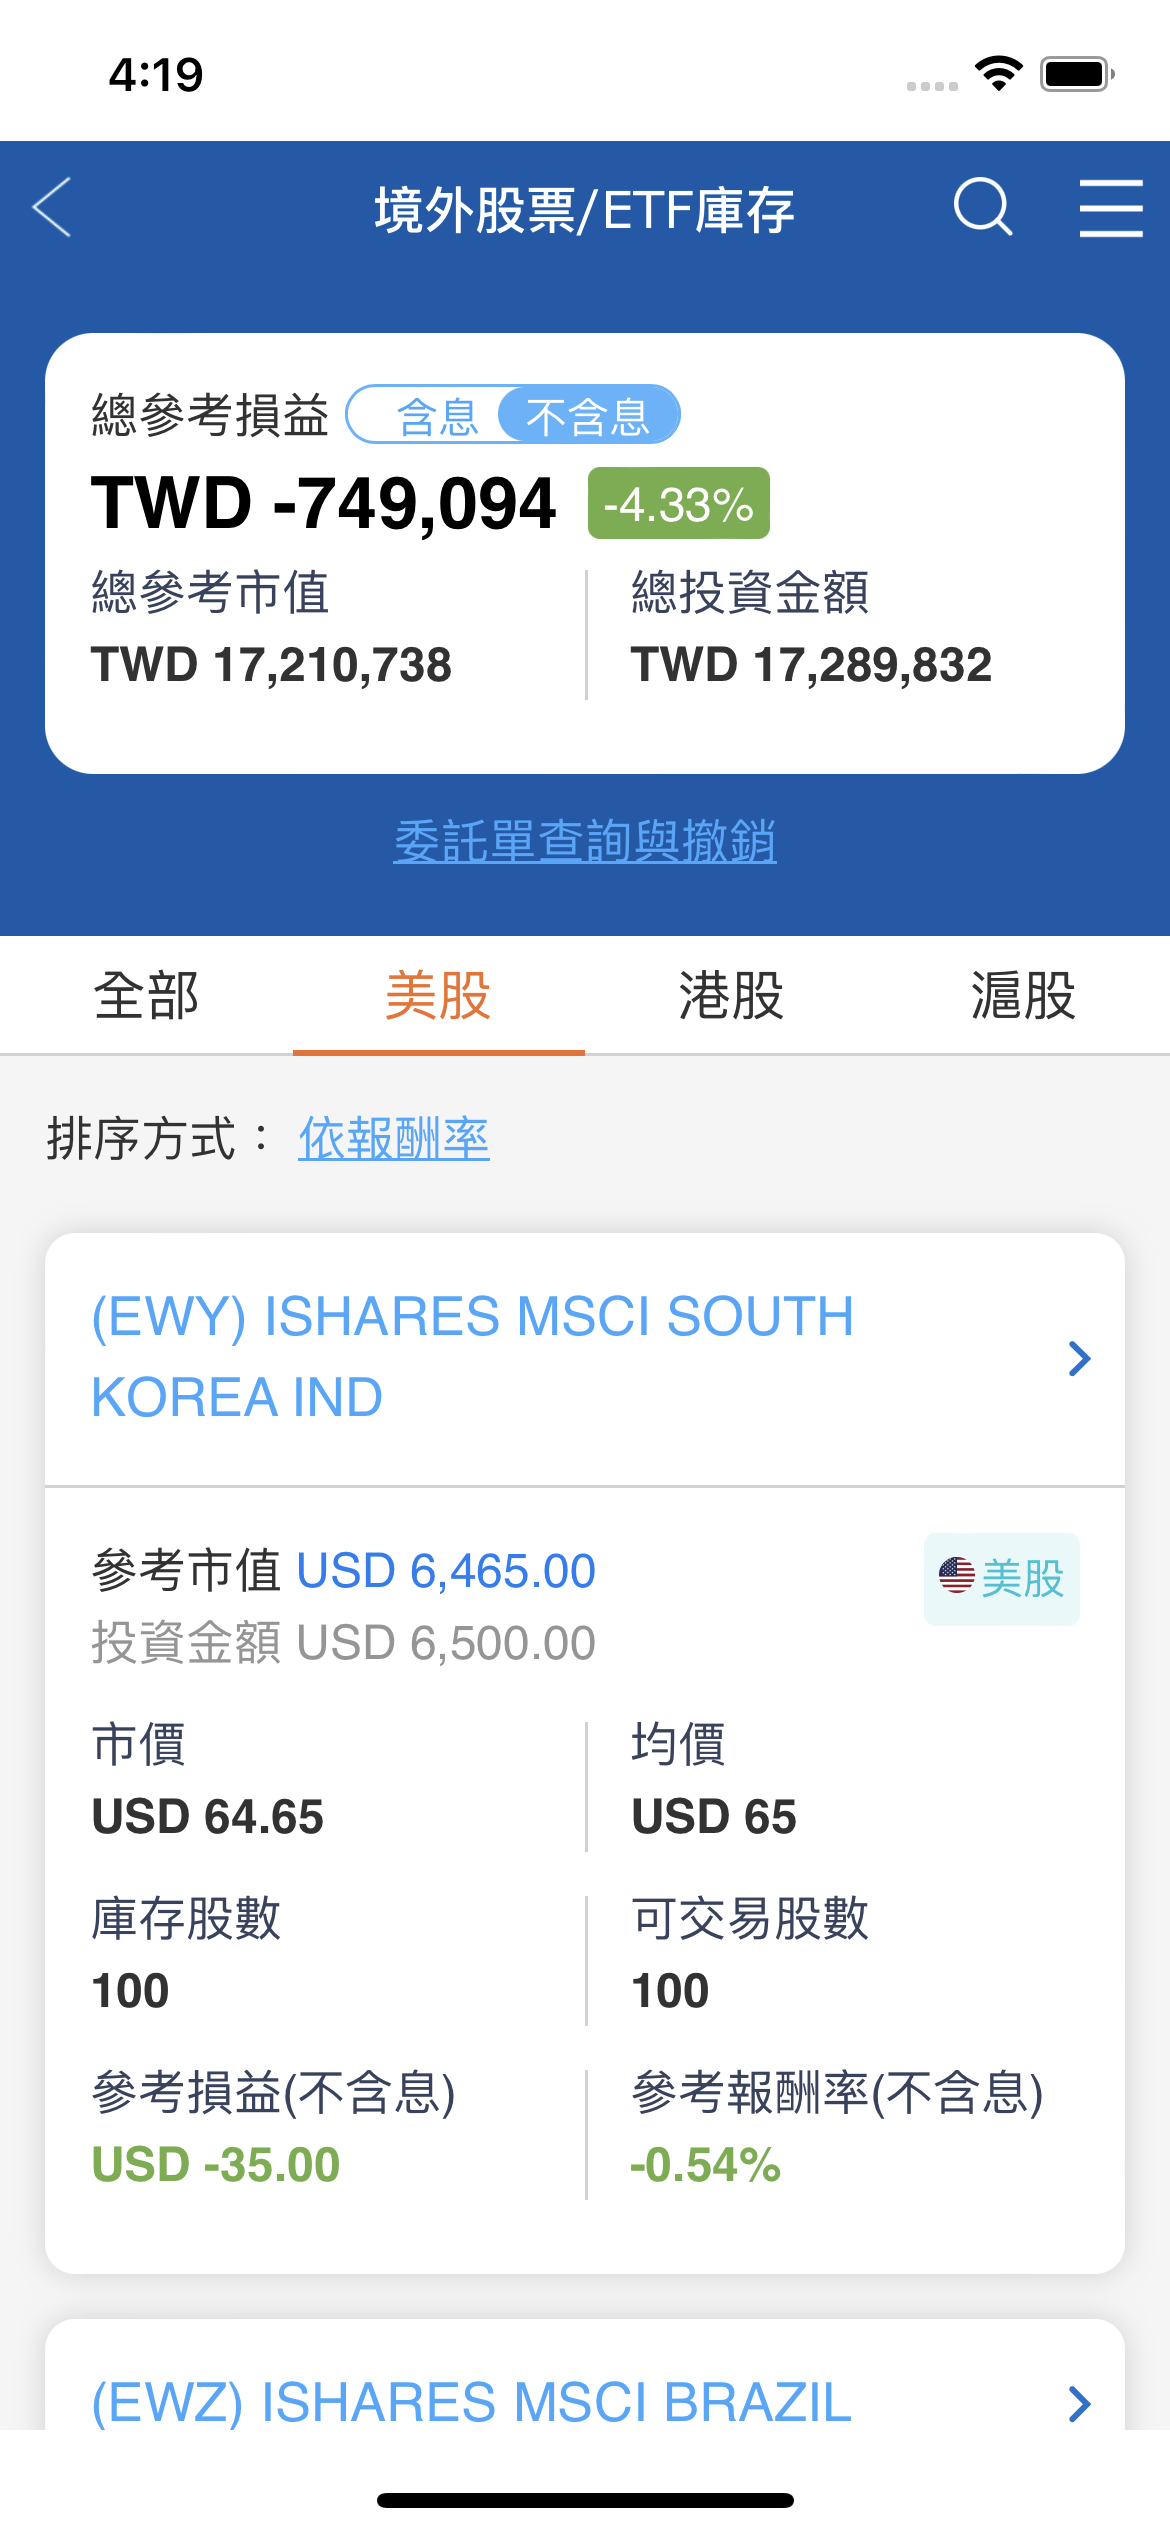 4:19
境外股票/ETF庫存
總參考損益 含息 不含息
TWD -749,094 -4.33%
總參考市值 總投資金額
TWD 17,210,738 TWD 17,289,832
委託單查詢與撤銷
全部 美股 港股 滬股
排序方式： 依報酬率
(EWY) ISHARES MSCI SOUTH
KOREA IND
參考市值 USD 6,465.00 美股
投資金額 USD 6,500.00
市價 均價
USD 64.65 USD 65
庫存股數 可交易股數
100 100
參考損益(不含息) 參考報酬率(不含息)
USD -35.00 -0.54%
(EWZ) ISHARES MSCI BRAZIL